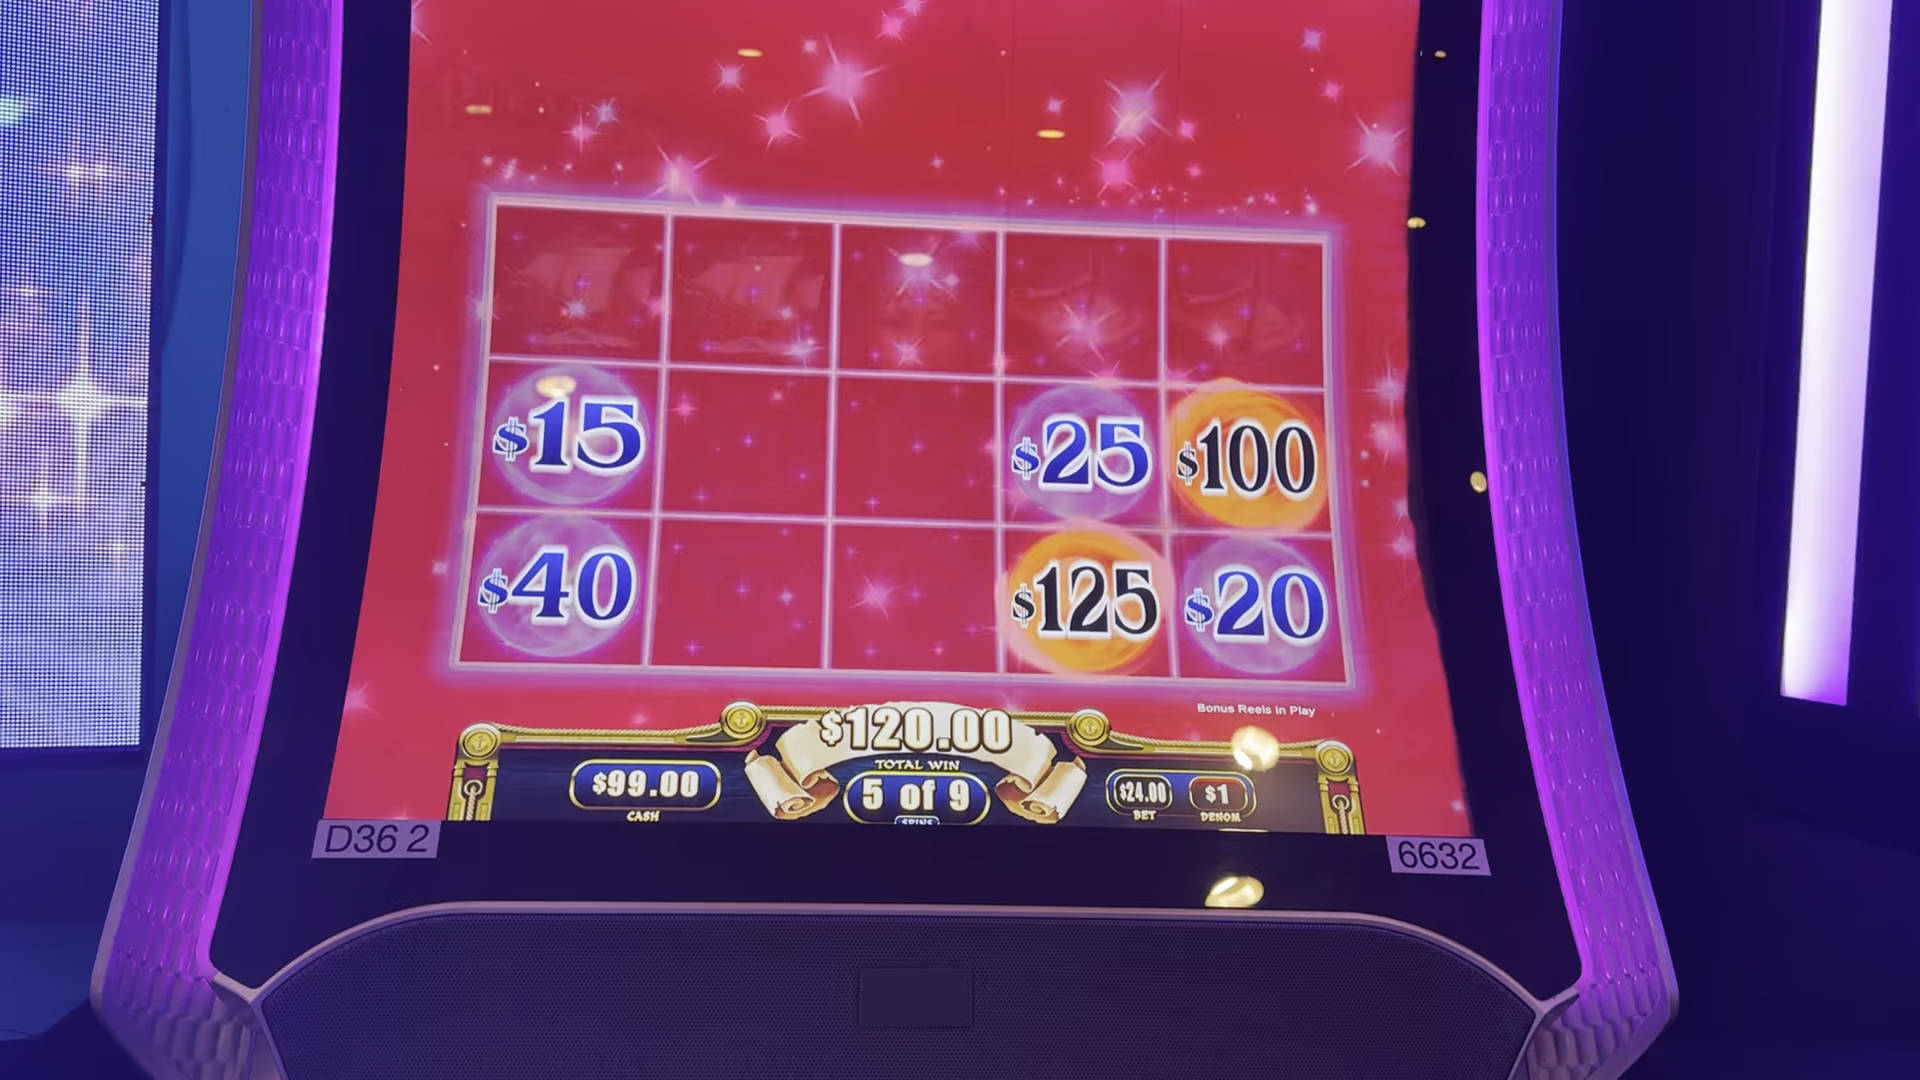 $15
$25
$100
$40
$125
$20
Bonus Reels in Play
$120.00
TOTAL WIN
$99.00
CASH
5 of 9
SPINS
$24.00
BET
$1
DENOM
D36 2
6632